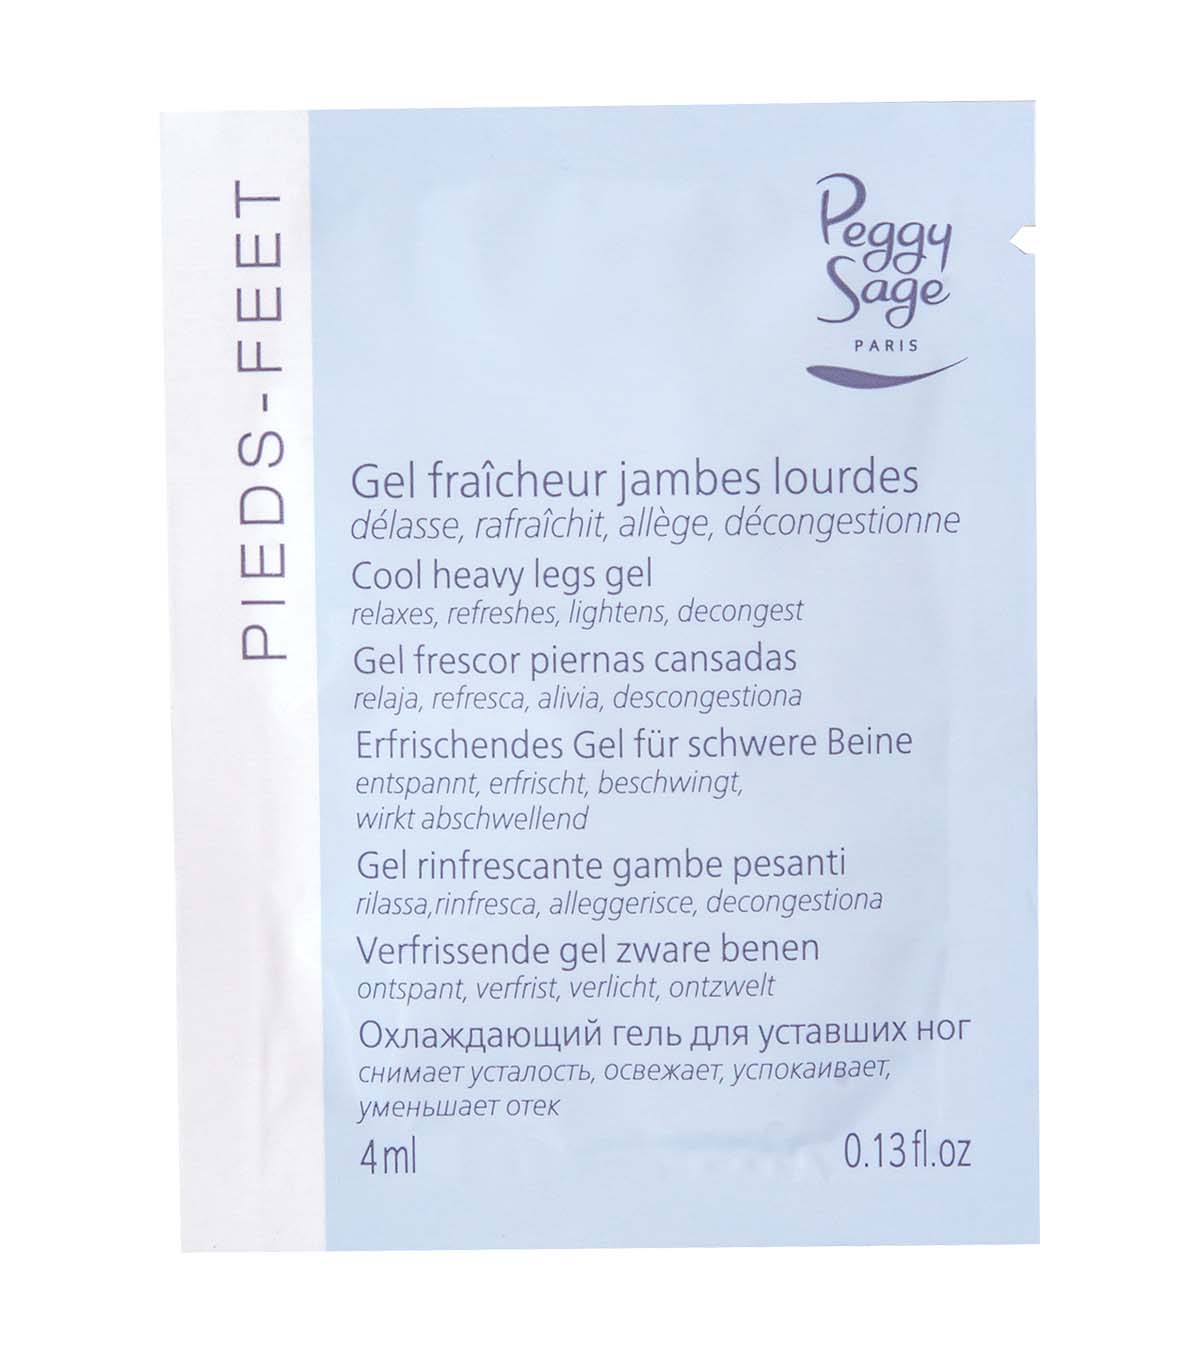 PIEDS-FEET
Peggy
Sage
PARIS
Gel fraîcheur jambes lourdes
délasse, rafraîchit, allège, décongestionne
Cool heavy legs gel
relaxes, refreshes, lightens, decongest
Gel frescor piernas cansadas
relaja, refresca, alivia, descongestiona
Erfrischendes Gel für schwere Beine
entspannt, erfrischt, beschwingt,
wirkt abschwellend
Gel rinfrescante gambe pesanti
rilassa,rinfresca, alleggerisce, decongestiona
Verfrissende gel zware benen
ontspant, verfrist, verlicht, ontzwelt
Охлаждающий гель для уставших ног
снимает усталость, освежает, успокаивает,
уменьшает отек
4ml 0.13fl.oz